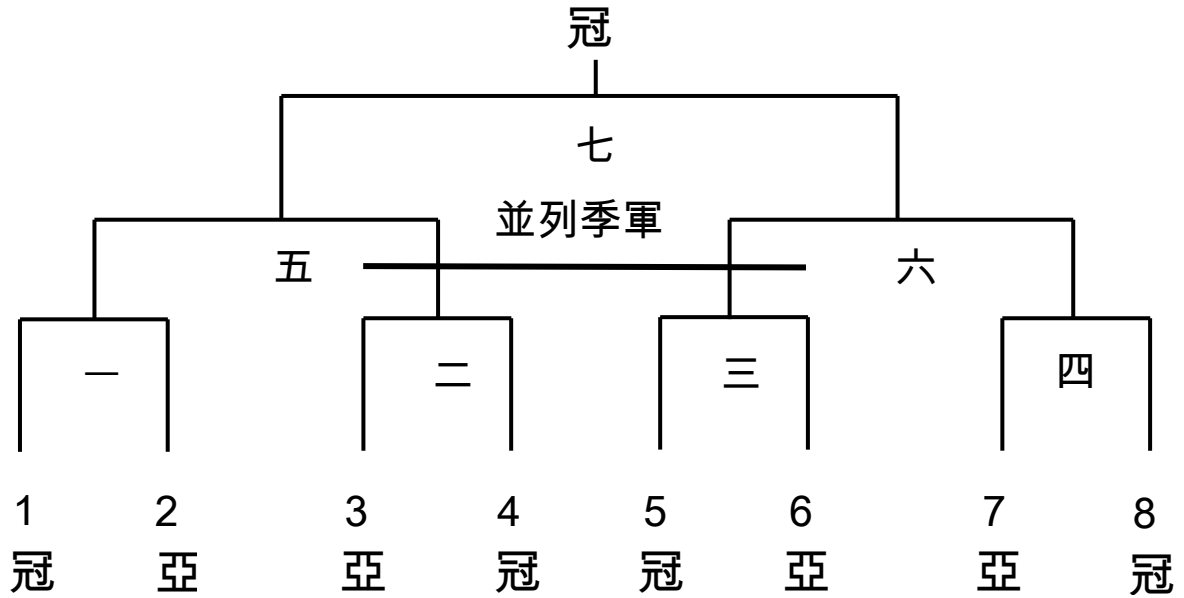 冠
七
並列季軍
五 六
一 二 三 四
1 2 3 4 5 6 7 8
冠 亞 亞 冠 冠 亞 亞 冠